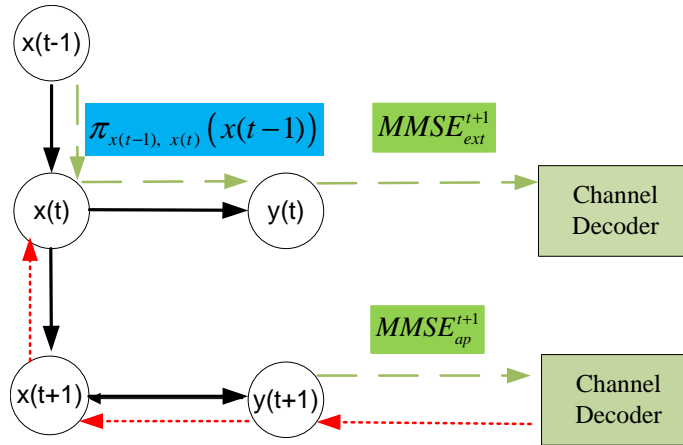 x(t-1)
π_{x(t-1), x(t)}(x(t-1))
MMSE_{ext}^{t+1}
x(t)
y(t)
Channel
Decoder
MMSE_{ap}^{t+1}
x(t+1)
y(t+1)
Channel
Decoder